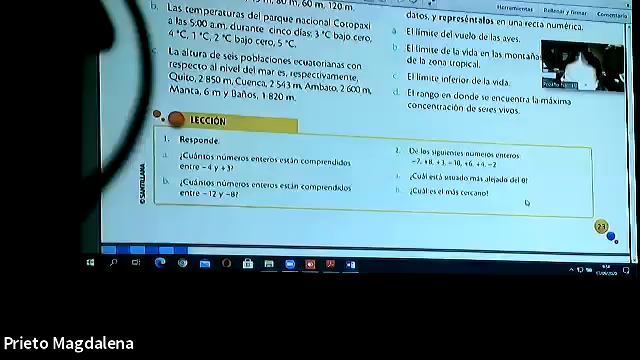 Herramientas Rellenar y firmar Comentario
60 m, 120 m.
b. Las temperaturas del parque nacional Cotopaxi
a las 5:00 a.m. durante cinco días: 3 °C bajo cero,
4 °C, 1 °C, 2 °C bajo cero, 5 °C.
c. La altura de seis poblaciones ecuatorianas con
respecto al nivel del mar es, respectivamente,
Quito, 2 850 m, Cuenca, 2 543 m, Ambato, 2 600 m,
Manta, 6 m y Baños, 1 820 m.
datos, y represéntalos en una recta numérica.
a. El límite del vuelo de las aves.
b. El límite de la vida en las montañas
de la zona tropical.
c. El límite inferior de la vida.
d. El rango en donde se encuentra la máxima
concentración de seres vivos.
LECCIÓN
1. Responde.
a. ¿Cuántos números enteros están comprendidos
entre −4 y +3?
b. ¿Cuántos números enteros están comprendidos
entre −12 y −8?
2. De los siguientes números enteros:
−7, +8, +3, −10, +6, +4, −2
a. ¿Cuál está situado más alejado del 0?
b. ¿Cuál es el más cercano?
© SANTILLANA
23
Prieto Magdalena